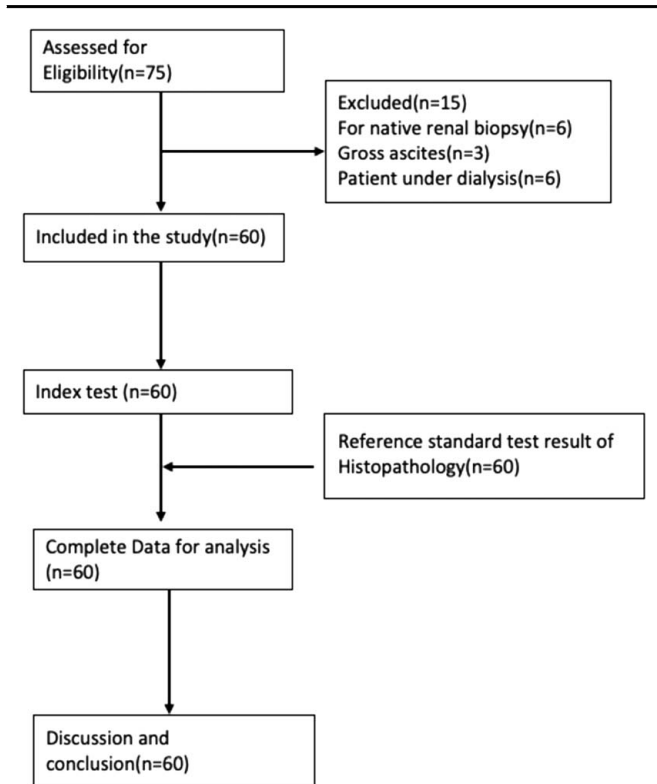 Assessed for
Eligibility(n=75)
Excluded(n=15)
For native renal biopsy(n=6)
Gross ascites(n=3)
Patient under dialysis(n=6)
Included in the study(n=60)
Index test (n=60)
Reference standard test result of
Histopathology(n=60)
Complete Data for analysis
(n=60)
Discussion and
conclusion(n=60)